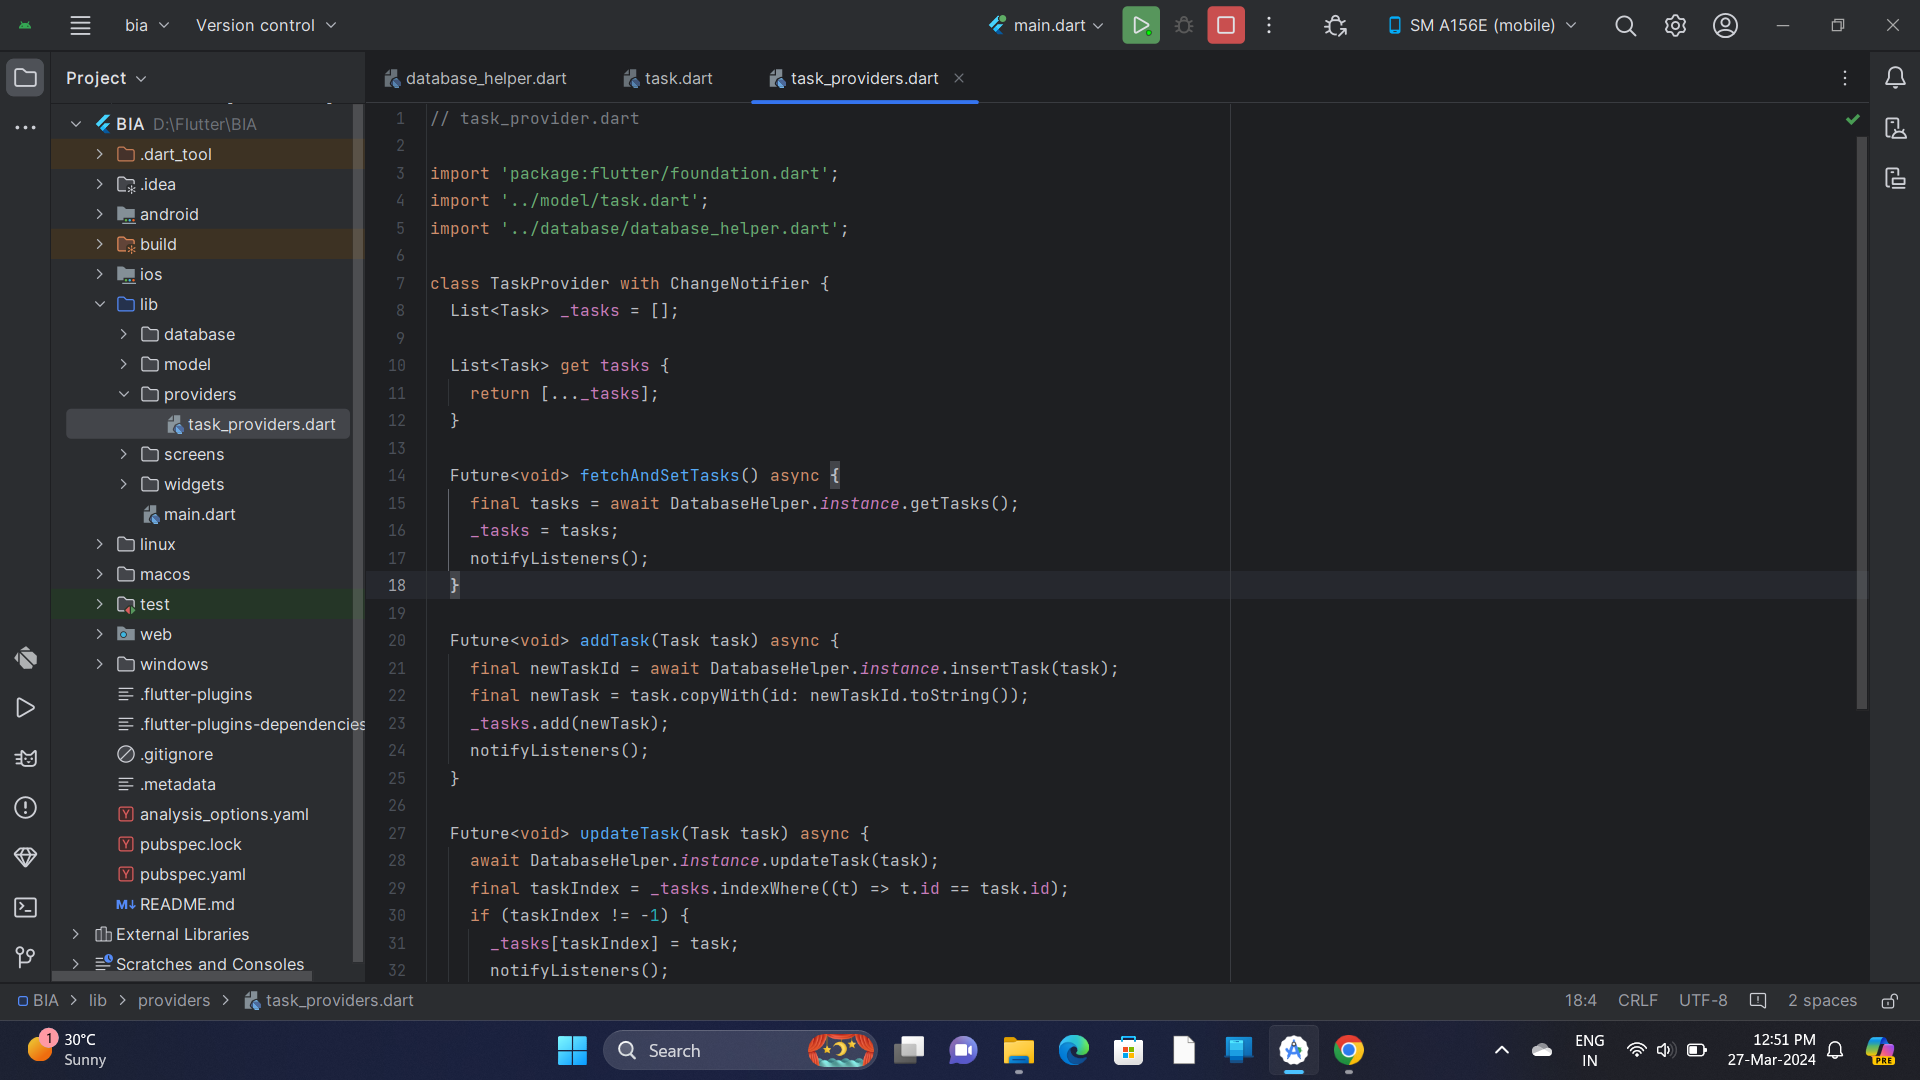 bia
Version control
main.dart
SM A156E (mobile)
Project
database_helper.dart
task.dart
task_providers.dart
BIA D:\Flutter\BIA
.dart_tool
.idea
android
build
ios
lib
database
model
providers
task_providers.dart
screens
widgets
main.dart
linux
macos
test
web
windows
.flutter-plugins
.flutter-plugins-dependencies
.gitignore
.metadata
analysis_options.yaml
pubspec.lock
pubspec.yaml
M↓ README.md
External Libraries
Scratches and Consoles
1 // task_provider.dart
2
3 import 'package:flutter/foundation.dart';
4 import '../model/task.dart';
5 import '../database/database_helper.dart';
6
7 class TaskProvider with ChangeNotifier {
8   List<Task> _tasks = [];
9
10   List<Task> get tasks {
11     return [..._tasks];
12   }
13
14   Future<void> fetchAndSetTasks() async {
15     final tasks = await DatabaseHelper.instance.getTasks();
16     _tasks = tasks;
17     notifyListeners();
18   }
19
20   Future<void> addTask(Task task) async {
21     final newTaskId = await DatabaseHelper.instance.insertTask(task);
22     final newTask = task.copyWith(id: newTaskId.toString());
23     _tasks.add(newTask);
24     notifyListeners();
25   }
26
27   Future<void> updateTask(Task task) async {
28     await DatabaseHelper.instance.updateTask(task);
29     final taskIndex = _tasks.indexWhere((t) => t.id == task.id);
30     if (taskIndex != -1) {
31       _tasks[taskIndex] = task;
32       notifyListeners();
BIA > lib > providers > task_providers.dart
18:4 CRLF UTF-8 2 spaces
1
30°C
Sunny
Search
ENG
IN
12:51 PM
27-Mar-2024
PRE